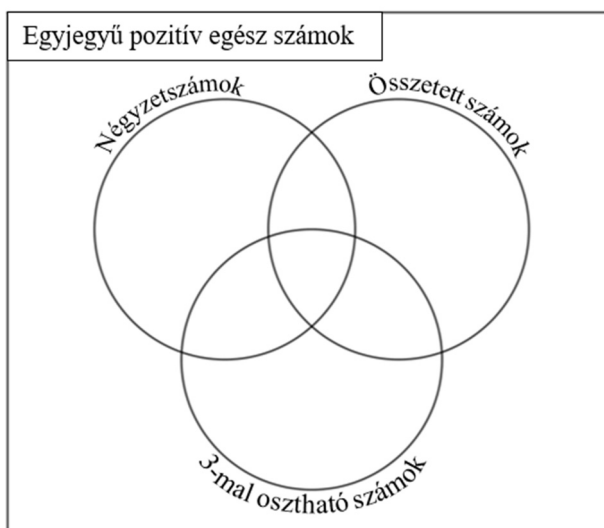 Egyjegyű pozitív egész számok
Négyzetszámok
Összetett számok
3-mal osztható számok